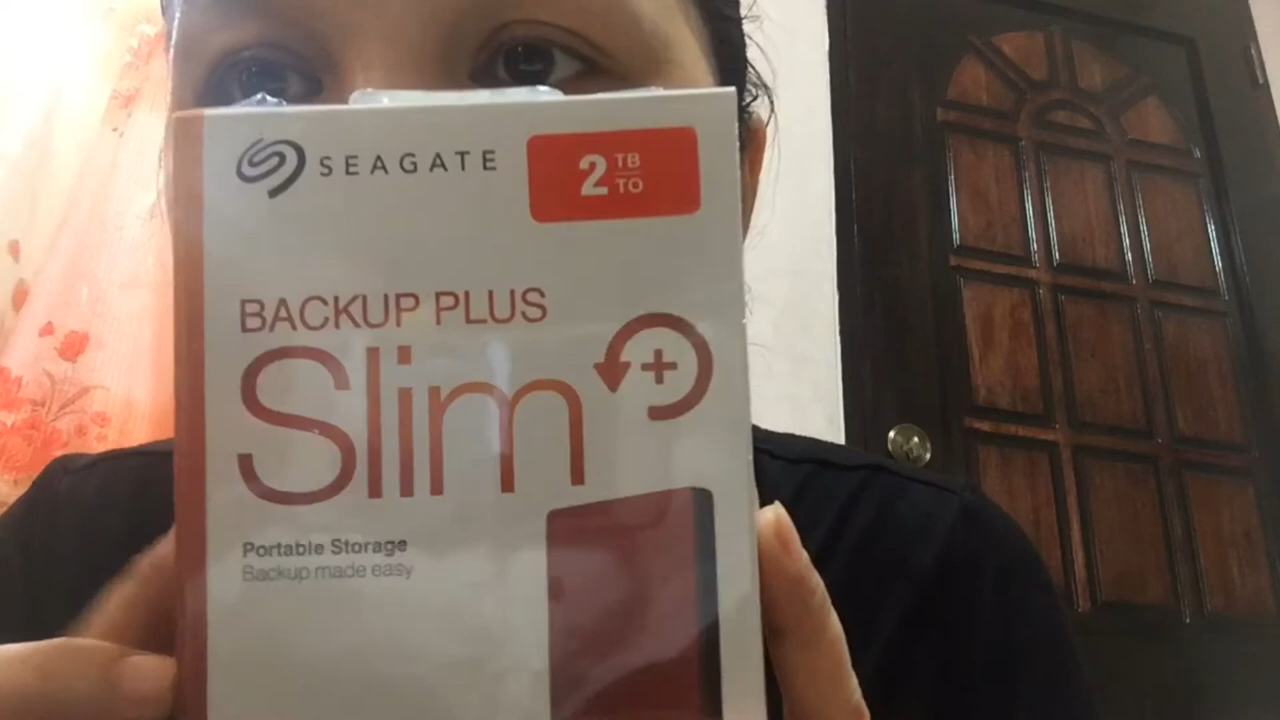 SEAGATE
2 TB
TO
BACKUP PLUS
Slim
Portable Storage
Backup made easy